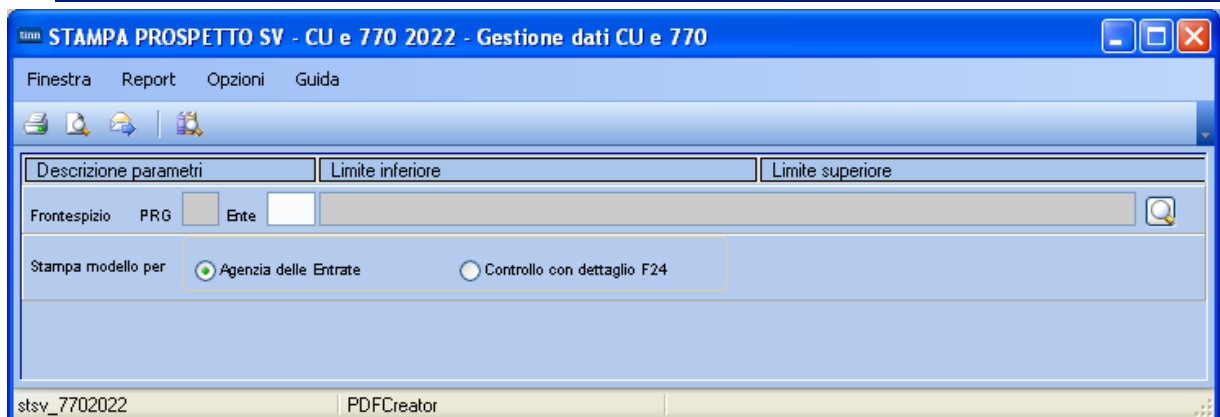 tinn STAMPA PROSPETTO SV - CU e 770 2022 - Gestione dati CU e 770
Finestra Report Opzioni Guida
Descrizione parametri Limite inferiore Limite superiore
Frontespizio PRG Ente
Stampa modello per Agenzia delle Entrate Controllo con dettaglio F24
stsv_7702022 PDFCreator